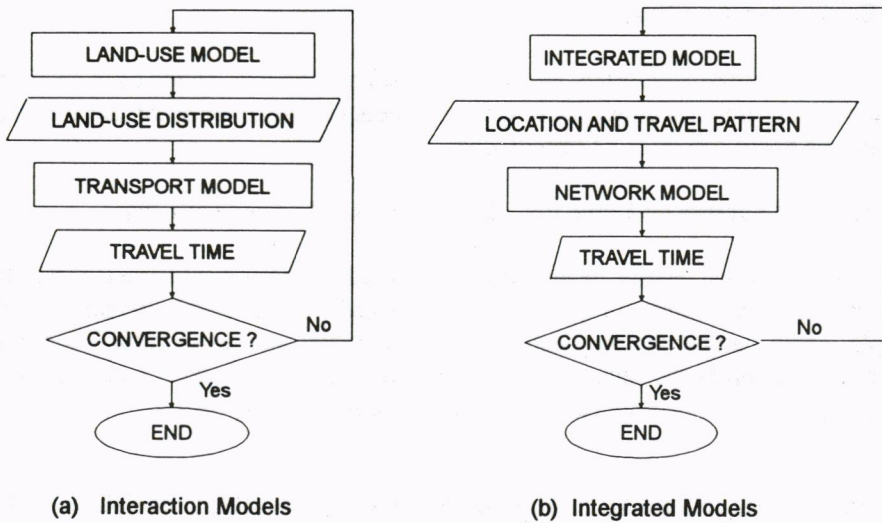 LAND-USE MODEL
LAND-USE DISTRIBUTION
TRANSPORT MODEL
TRAVEL TIME
CONVERGENCE ?
No
Yes
END
(a) Interaction Models
INTEGRATED MODEL
LOCATION AND TRAVEL PATTERN
NETWORK MODEL
TRAVEL TIME
CONVERGENCE ?
No
Yes
END
(b) Integrated Models